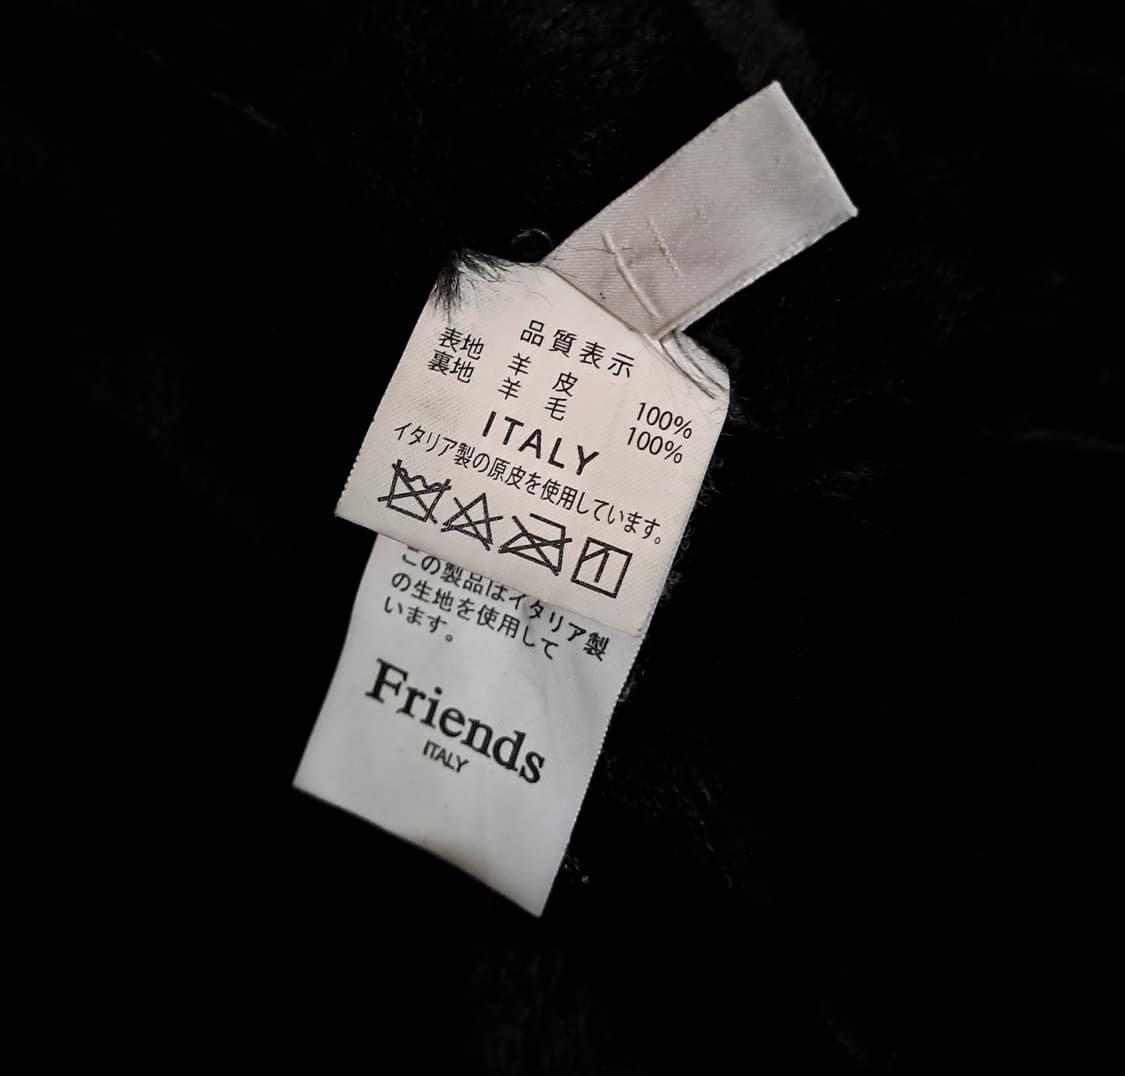 品質表示
表地 羊 皮 100%
裏地 羊 毛 100%
ITALY
イタリア製の原皮を使用しています。
この製品はイタリア製
の生地を使用して
います。
Friends
ITALY